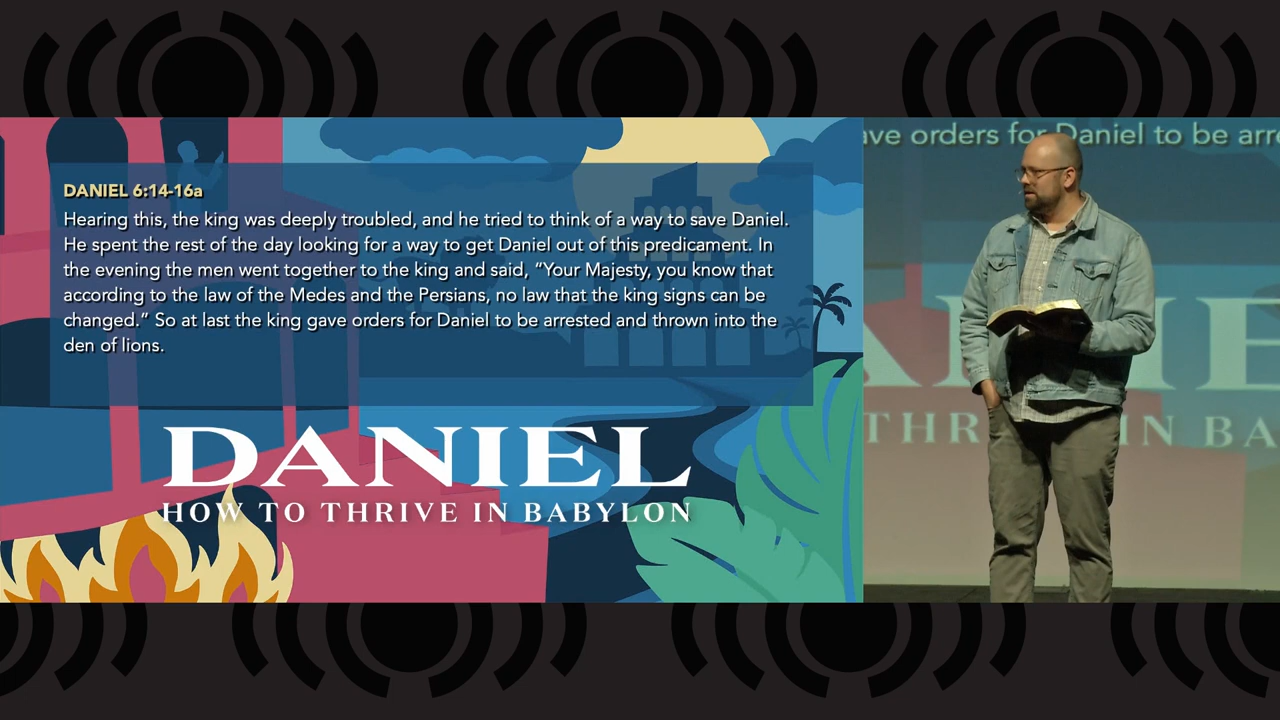 DANIEL 6:14-16a
Hearing this, the king was deeply troubled, and he tried to think of a way to save Daniel.
He spent the rest of the day looking for a way to get Daniel out of this predicament. In
the evening the men went together to the king and said, “Your Majesty, you know that
according to the law of the Medes and the Persians, no law that the king signs can be
changed.” So at last the king gave orders for Daniel to be arrested and thrown into the
den of lions.
DANIEL
HOW TO THRIVE IN BABYLON
ave orders for Daniel to be arre
ANIE
THR IN BA